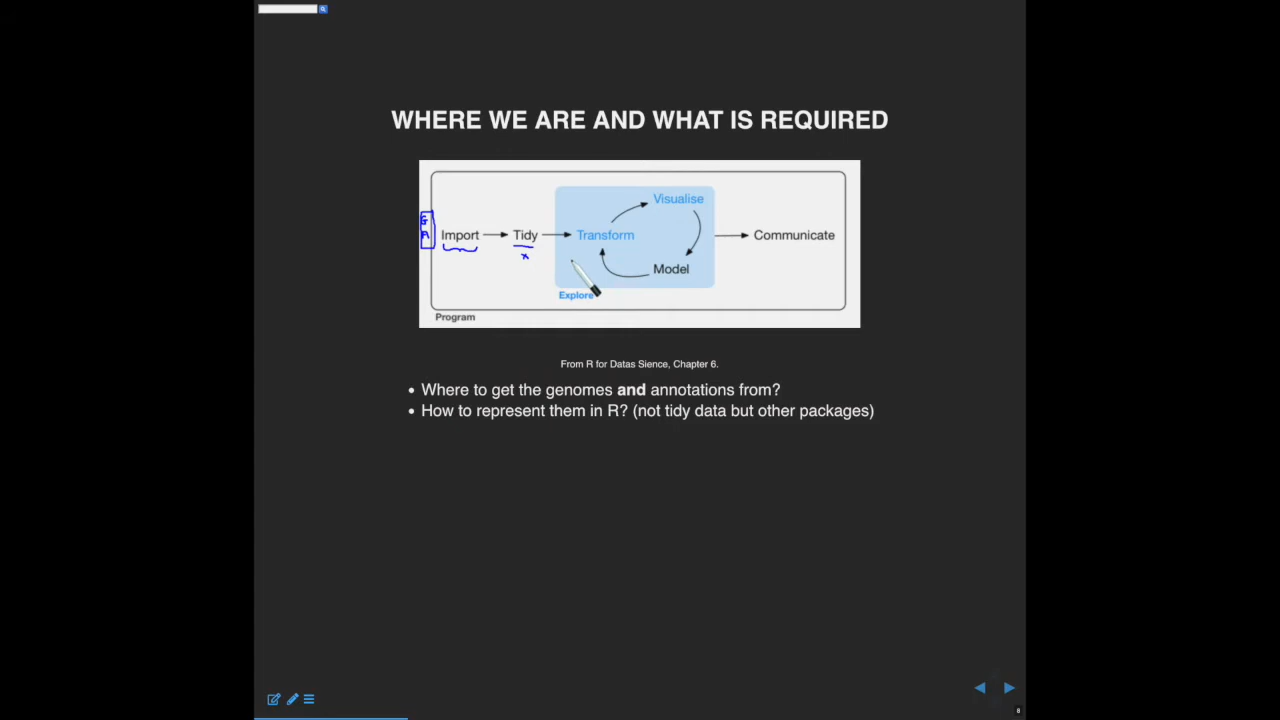 WHERE WE ARE AND WHAT IS REQUIRED
Visualise
G
A
Import
Tidy
Transform
Communicate
x
Model
Explore
Program
From R for Datas Sience, Chapter 6.
Where to get the genomes and annotations from?
How to represent them in R? (not tidy data but other packages)
8